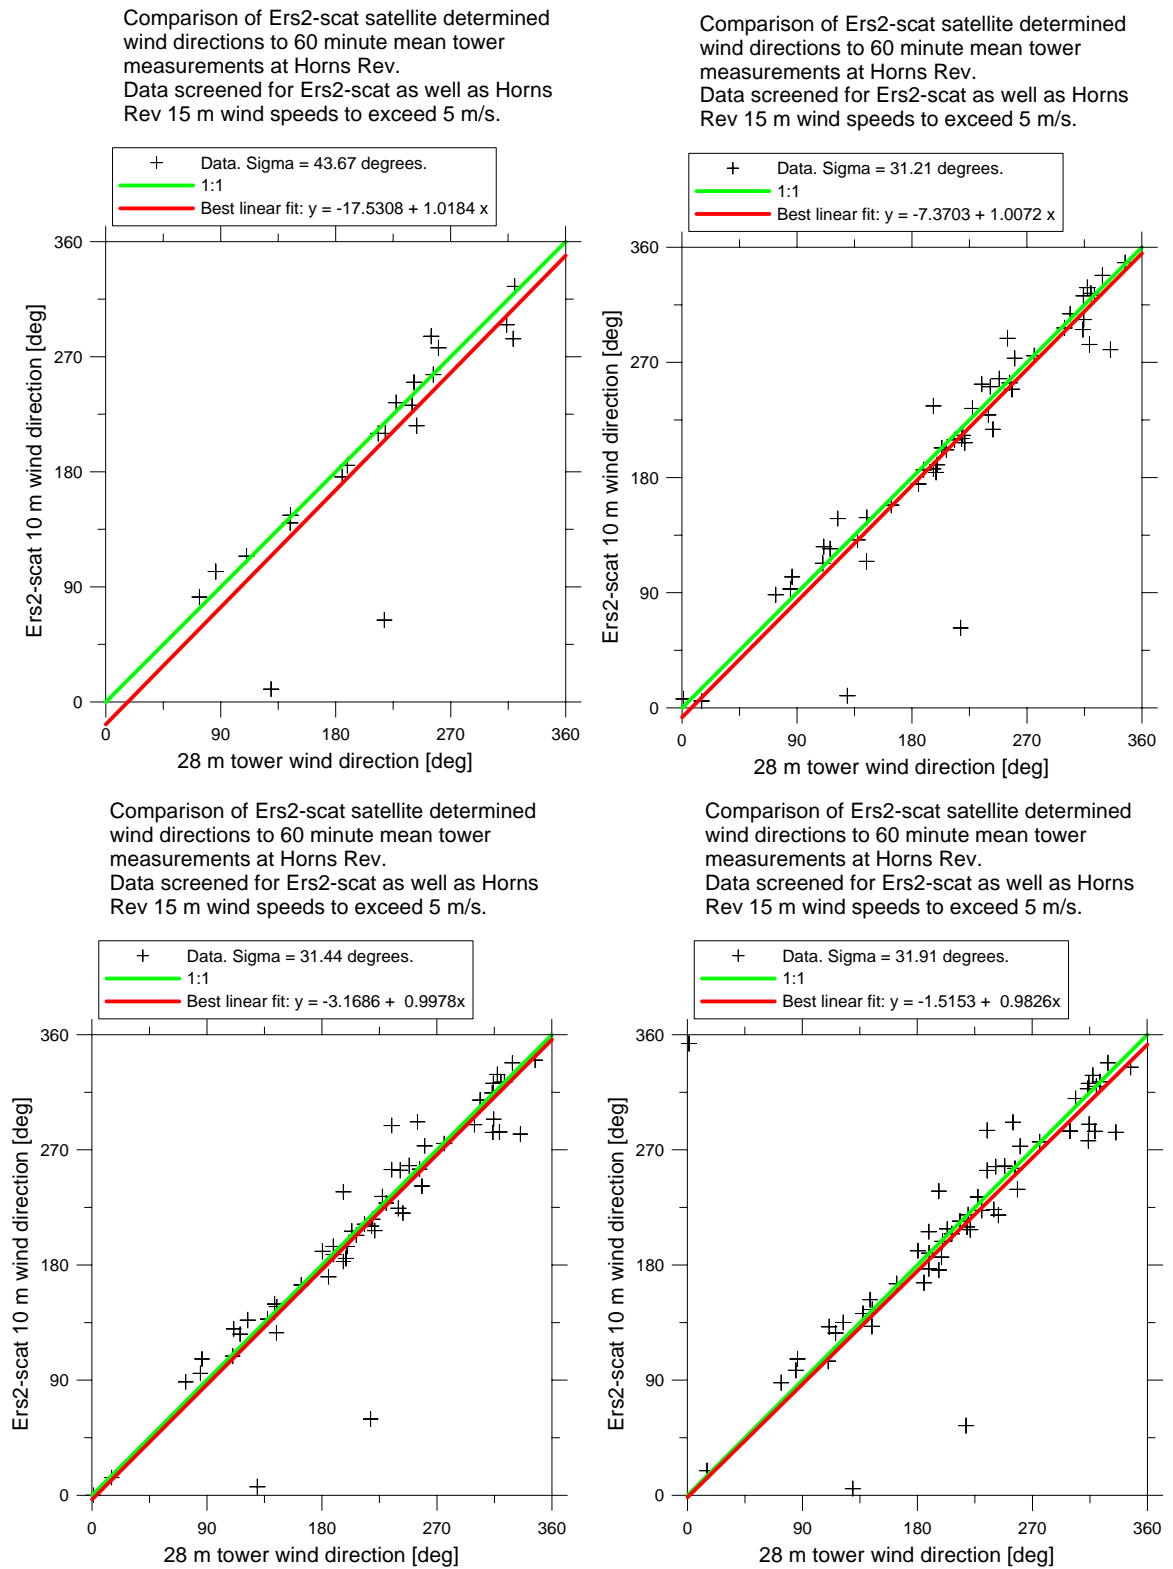 Comparison of Ers2-scat satellite determined
wind directions to 60 minute mean tower
measurements at Horns Rev.
Data screened for Ers2-scat as well as Horns
Rev 15 m wind speeds to exceed 5 m/s.
Data. Sigma = 43.67 degrees.
1:1
Best linear fit: y = -17.5308 + 1.0184 x
360
270
180
90
0
Ers2-scat 10 m wind direction [deg]
0 90 180 270 360
28 m tower wind direction [deg]
Comparison of Ers2-scat satellite determined
wind directions to 60 minute mean tower
measurements at Horns Rev.
Data screened for Ers2-scat as well as Horns
Rev 15 m wind speeds to exceed 5 m/s.
Data. Sigma = 31.21 degrees.
1:1
Best linear fit: y = -7.3703 + 1.0072 x
360
270
180
90
0
Ers2-scat 10 m wind direction [deg]
0 90 180 270 360
28 m tower wind direction [deg]
Comparison of Ers2-scat satellite determined
wind directions to 60 minute mean tower
measurements at Horns Rev.
Data screened for Ers2-scat as well as Horns
Rev 15 m wind speeds to exceed 5 m/s.
Data. Sigma = 31.44 degrees.
1:1
Best linear fit: y = -3.1686 + 0.9978x
360
270
180
90
0
Ers2-scat 10 m wind direction [deg]
0 90 180 270 360
28 m tower wind direction [deg]
Comparison of Ers2-scat satellite determined
wind directions to 60 minute mean tower
measurements at Horns Rev.
Data screened for Ers2-scat as well as Horns
Rev 15 m wind speeds to exceed 5 m/s.
Data. Sigma = 31.91 degrees.
1:1
Best linear fit: y = -1.5153 + 0.9826x
360
270
180
90
0
Ers2-scat 10 m wind direction [deg]
0 90 180 270 360
28 m tower wind direction [deg]